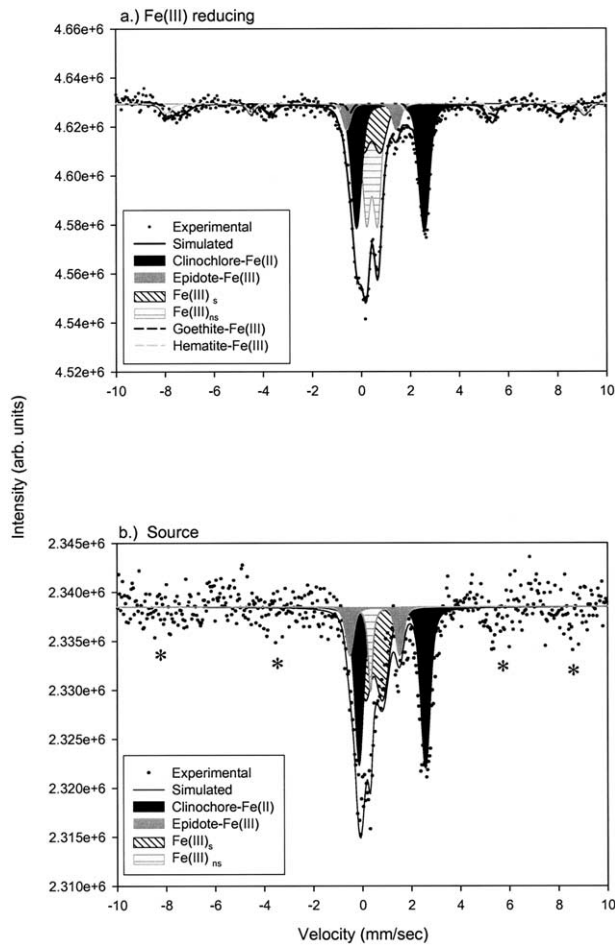 a.) Fe(III) reducing
4.66e+6
4.64e+6
4.62e+6
4.60e+6
4.58e+6
4.56e+6
4.54e+6
4.52e+6
Experimental
Simulated
Clinochlore-Fe(II)
Epidote-Fe(III)
Fe(III) s
Fe(III)ns
Goethite-Fe(III)
Hematite-Fe(III)
-10 -8 -6 -4 -2 0 2 4 6 8 10
Intensity (arb. units)
b.) Source
2.345e+6
2.340e+6
2.335e+6
2.330e+6
2.325e+6
2.320e+6
2.315e+6
2.310e+6
* * * *
Experimental
Simulated
Clinochore-Fe(II)
Epidote-Fe(III)
Fe(III)s
Fe(III) ns
-10 -8 -6 -4 -2 0 2 4 6 8 10
Velocity (mm/sec)